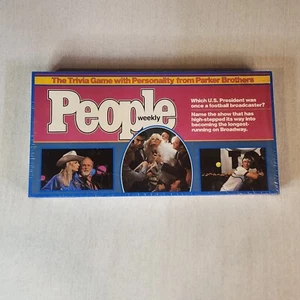 The Trivia Game with Personality from Parker Brothers
People
weekly
Which U.S. President was
once a football broadcaster?
Name the show that has
high-stepped its way into
becoming the longest-
running on Broadway.